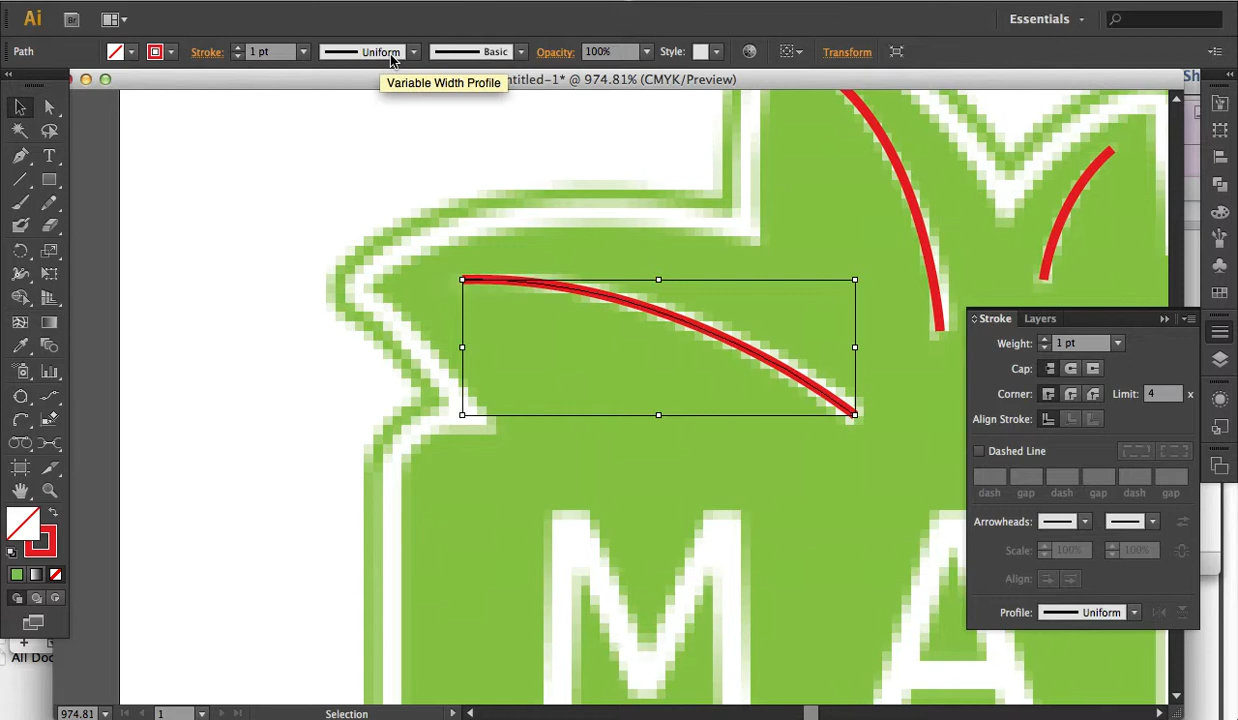 Ai Br Essentials
Path Stroke: 1 pt Uniform Basic Opacity: 100% Style: Transform
Variable Width Profile
ntitled-1* @ 974.81% (CMYK/Preview)
Sh
T
Stroke Layers
Weight: 1 pt
Cap:
Corner: Limit: 4 x
Align Stroke:
Dashed Line
dash gap dash gap dash gap
Arrowheads:
Scale: 100% 100%
Align:
Profile: Uniform
M A
All Doc
974.81 1 Selection